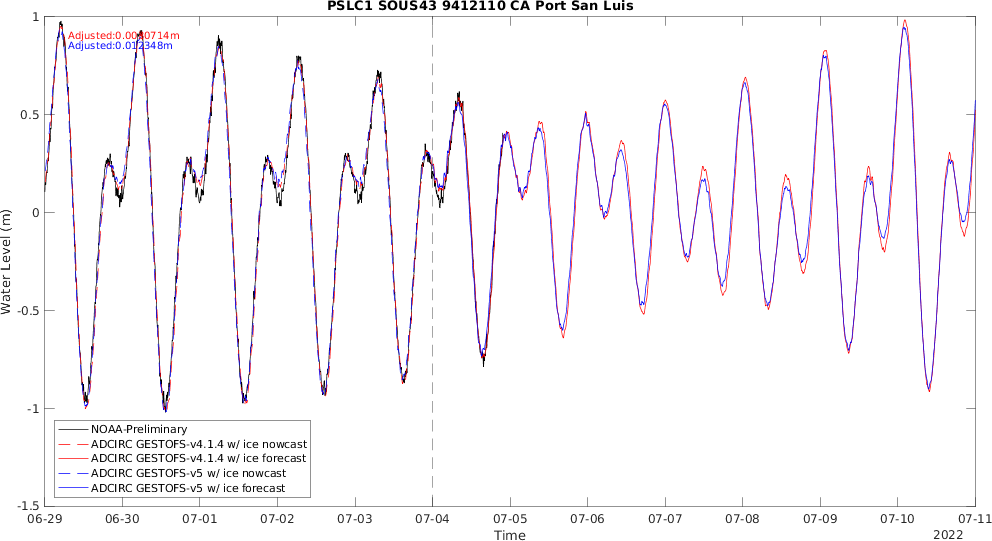 PSLC1 SOUS43 9412110 CA Port San Luis
Adjusted:0.0080714m
Adjusted:0.012348m
Water Level (m)
1
0.5
0
-0.5
-1
-1.5
NOAA-Preliminary
ADCIRC GESTOFS-v4.1.4 w/ ice nowcast
ADCIRC GESTOFS-v4.1.4 w/ ice forecast
ADCIRC GESTOFS-v5 w/ ice nowcast
ADCIRC GESTOFS-v5 w/ ice forecast
06-29 06-30 07-01 07-02 07-03 07-04 07-05 07-06 07-07 07-08 07-09 07-10 07-11
Time
2022